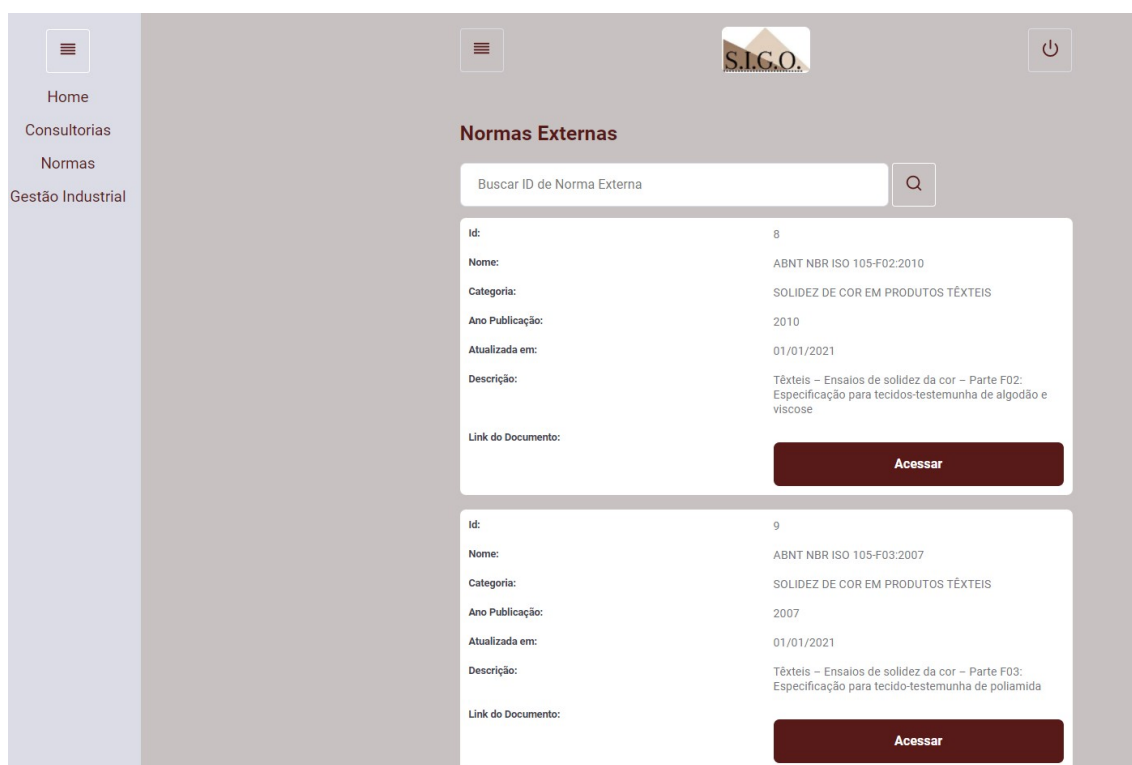 Home
Consultorias
Normas
Gestão Industrial
S.I.G.O.
Normas Externas
Buscar ID de Norma Externa
Id: 8
Nome: ABNT NBR ISO 105-F02:2010
Categoria: SOLIDEZ DE COR EM PRODUTOS TÊXTEIS
Ano Publicação: 2010
Atualizada em: 01/01/2021
Descrição: Têxteis – Ensaios de solidez da cor – Parte F02:
Especificação para tecidos-testemunha de algodão e
viscose
Link do Documento:
Acessar
Id: 9
Nome: ABNT NBR ISO 105-F03:2007
Categoria: SOLIDEZ DE COR EM PRODUTOS TÊXTEIS
Ano Publicação: 2007
Atualizada em: 01/01/2021
Descrição: Têxteis – Ensaios de solidez da cor – Parte F03:
Especificação para tecido-testemunha de poliamida
Link do Documento:
Acessar